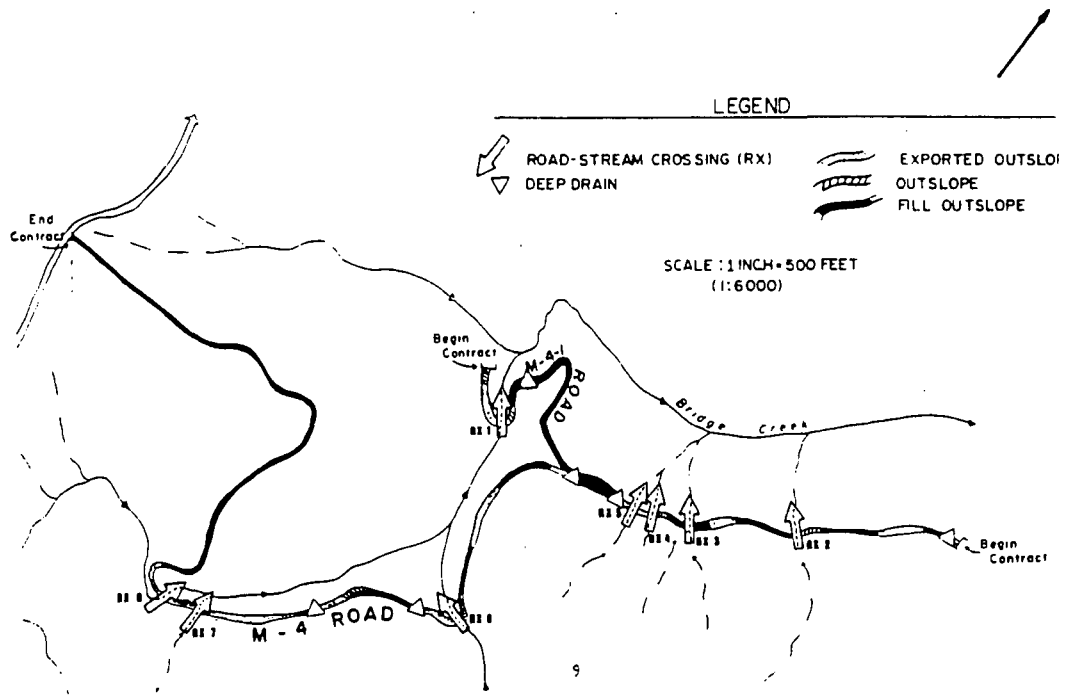 LEGEND
ROAD-STREAM CROSSING (RX)
DEEP DRAIN
EXPORTED OUTSLO
OUTSLOPE
FILL OUTSLOPE
SCALE : 1 INCH = 500 FEET
(1:6000)
End
Contract
Begin
Contract
M-4-1
ROAD
RX 1
Bridge Creek
RX 5
RX 4
RX 3
RX 2
Begin
Contract
RX 6
RX 7
M-4 ROAD
9